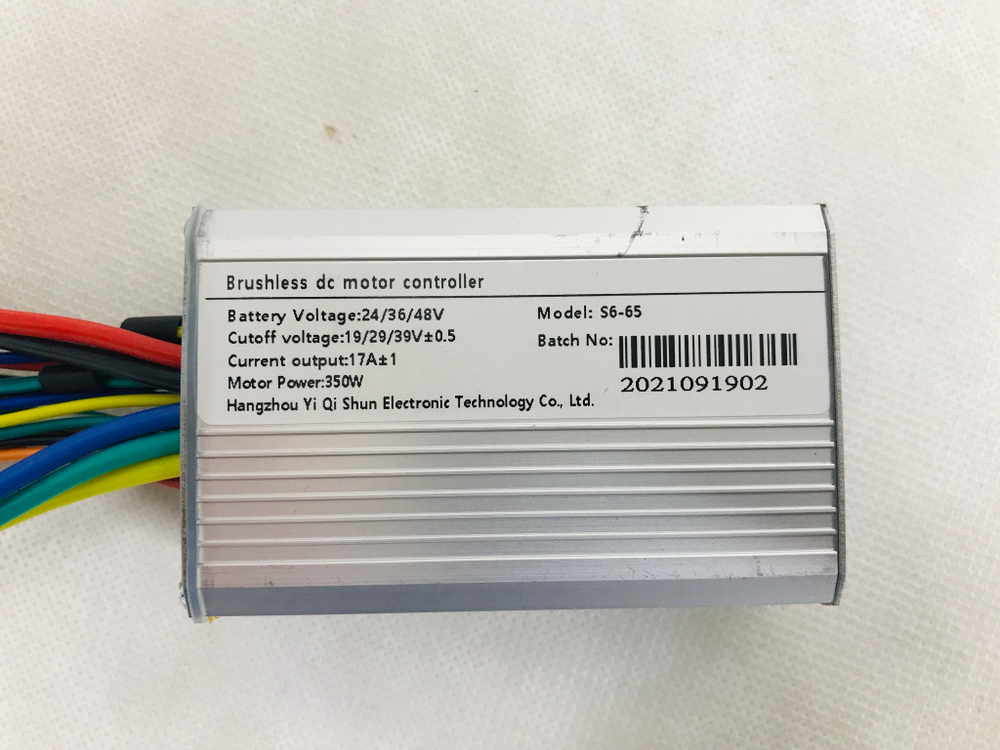 Brushless dc motor controller
Battery Voltage:24/36/48V
Cutoff voltage:19/29/39V±0.5
Current output:17A±1
Motor Power:350W
Hangzhou Yi Qi Shun Electronic Technology Co., Ltd.
Model: S6-65
Batch No:
2021091902